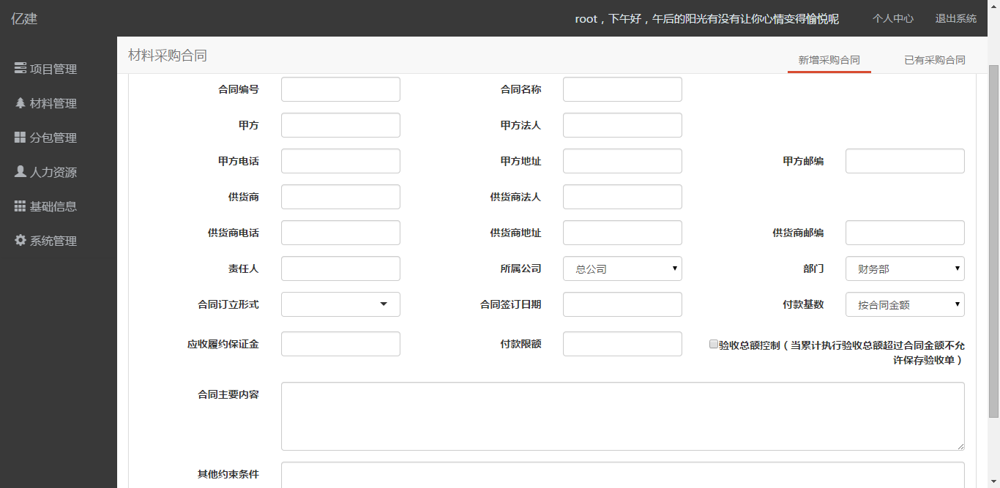 亿建
root，下午好，午后的阳光有没有让你心情变得愉悦呢
个人中心
退出系统
项目管理
材料管理
分包管理
人力资源
基础信息
系统管理
材料采购合同
新增采购合同
已有采购合同
合同编号
合同名称
甲方
甲方法人
甲方电话
甲方地址
甲方邮编
供货商
供货商法人
供货商电话
供货商地址
供货商邮编
责任人
所属公司
总公司
部门
财务部
合同订立形式
合同签订日期
付款基数
按合同金额
应收履约保证金
付款限额
验收总额控制（当累计执行验收总额超过合同金额不允
许保存验收单）
合同主要内容
其他约束条件